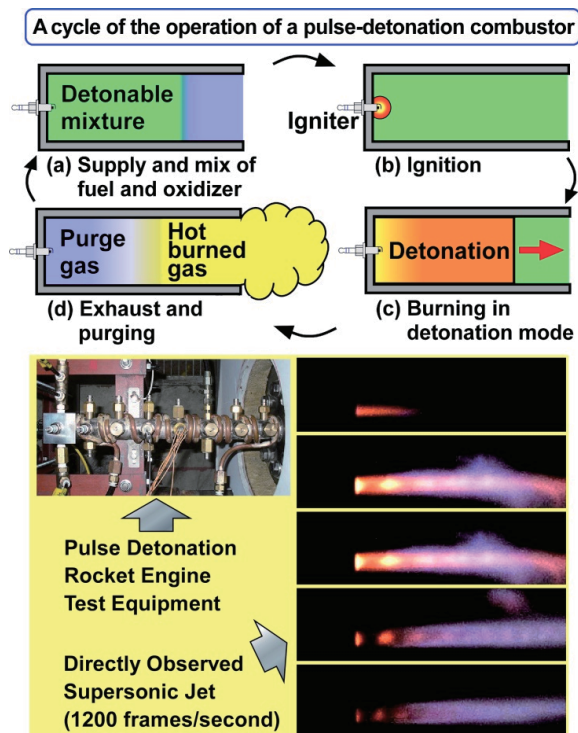 A cycle of the operation of a pulse-detonation combustor
Detonable
mixture
(a) Supply and mix of
fuel and oxidizer
Igniter
(b) Ignition
Detonation
(c) Burning in
detonation mode
Purge
gas
Hot
burned
gas
(d) Exhaust and
purging
Pulse Detonation
Rocket Engine
Test Equipment
Directly Observed
Supersonic Jet
(1200 frames/second)